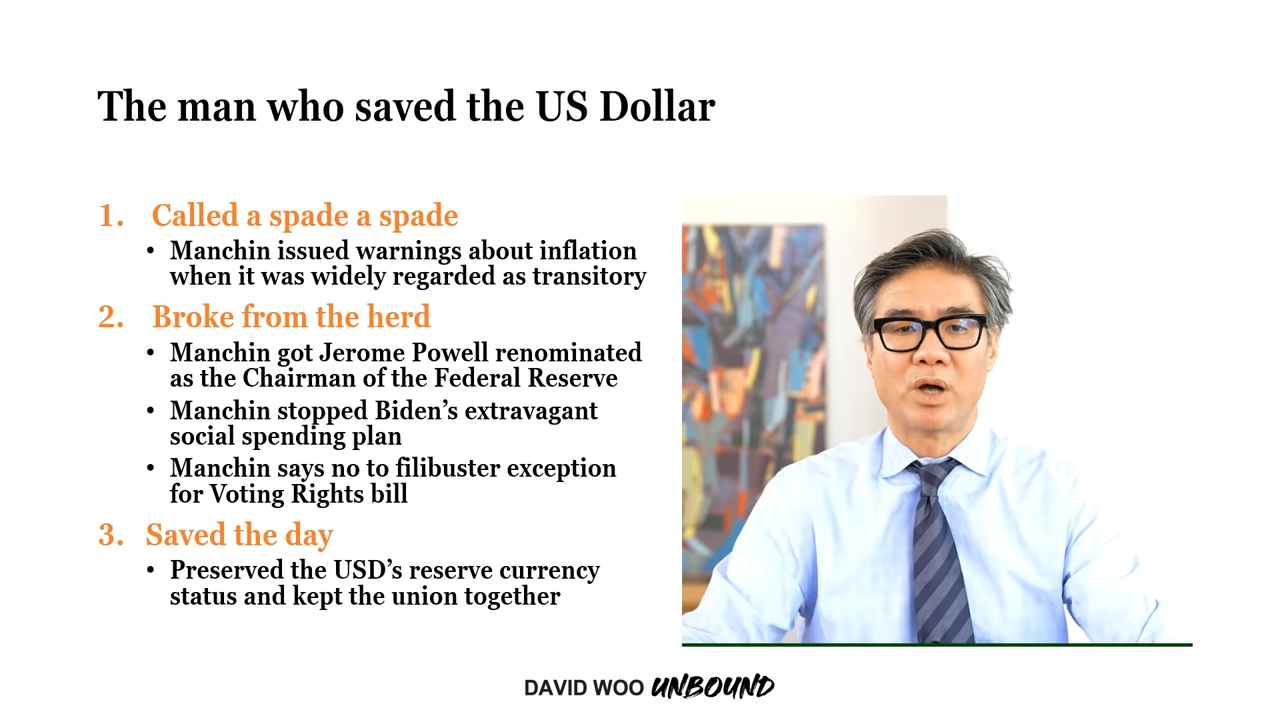 The man who saved the US Dollar
1. Called a spade a spade
• Manchin issued warnings about inflation
when it was widely regarded as transitory
2. Broke from the herd
• Manchin got Jerome Powell renominated
as the Chairman of the Federal Reserve
• Manchin stopped Biden’s extravagant
social spending plan
• Manchin says no to filibuster exception
for Voting Rights bill
3. Saved the day
• Preserved the USD’s reserve currency
status and kept the union together
DAVID WOO UNBOUND